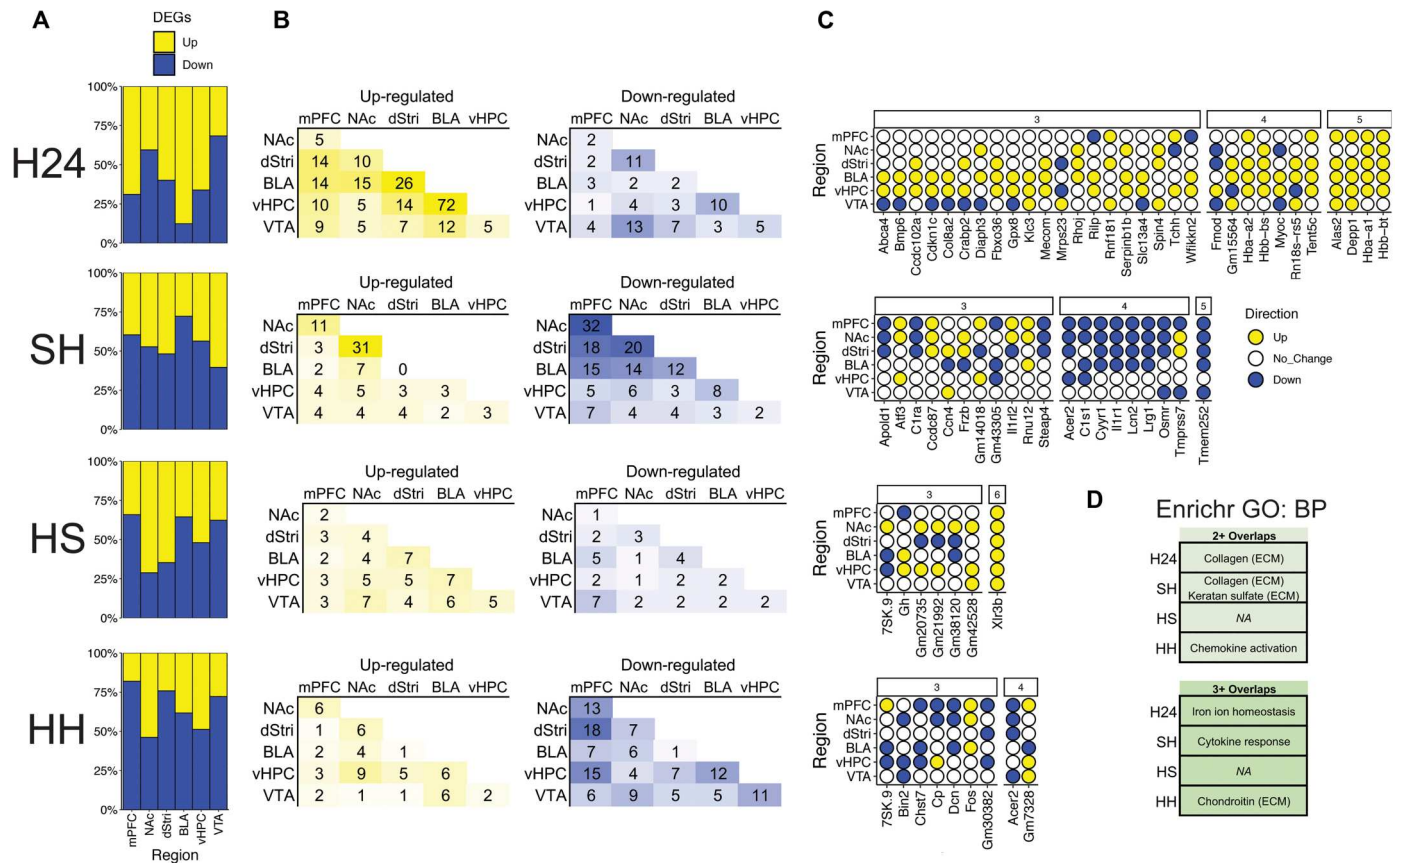 A
B
C
DEGs
Up
Down
H24
100%
75%
50%
25%
0%
Up-regulated
mPFC NAc dStri BLA vHPC
NAc 5
dStri 14 10
BLA 14 15 26
vHPC 10 5 14 72
VTA 9 5 7 12 5
Down-regulated
mPFC NAc dStri BLA vHPC
NAc 2
dStri 2 11
BLA 3 2 2
vHPC 1 4 3 10
VTA 4 13 7 3 5
3 4 5
Region
mPFC
NAc
dStri
BLA
vHPC
VTA
Abca4 Bmp6 Ccdc102a Cdkn1c Col8a2 Crabp2 Diaph3 Fbxo36 Gpx8 Klc3 Mecom Mrps23 Rhoj Rilp Rnf181 Serpinb1b Slc13a4 Spin4 Tchh Wfikkn2 Fmod Gm15564 Hba-a2 Hbb-bs Myoc Rn18s-rs5 Tent5c Alas2 Depp1 Hba-a1 Hbb-bt
SH
100%
75%
50%
25%
0%
Up-regulated
mPFC NAc dStri BLA vHPC
NAc 11
dStri 3 31
BLA 2 7 0
vHPC 4 5 3 3
VTA 4 4 4 2 3
Down-regulated
mPFC NAc dStri BLA vHPC
NAc 32
dStri 18 20
BLA 15 14 12
vHPC 5 6 3 8
VTA 7 4 4 3 2
3 4 5
Region
mPFC
NAc
dStri
BLA
vHPC
VTA
Apold1 Atf3 C1ra Ccdc87 Ccn4 Frzb Gm14018 Gm43305 Il1rl2 Rnu12 Steap4 Acer2 C1s1 Cyyr1 Il1r1 Lcn2 Lrg1 Osmr Tmprss7 Tmem252
Direction
Up
No_Change
Down
HS
100%
75%
50%
25%
0%
Up-regulated
mPFC NAc dStri BLA vHPC
NAc 2
dStri 3 4
BLA 2 4 7
vHPC 3 5 5 7
VTA 3 7 4 6 5
Down-regulated
mPFC NAc dStri BLA vHPC
NAc 1
dStri 2 3
BLA 5 1 4
vHPC 2 1 2 2
VTA 7 2 2 2 2
3 6
Region
mPFC
NAc
dStri
BLA
vHPC
VTA
7SK.9 Gh Gm20735 Gm21992 Gm38120 Gm42528 Xlr3b
HH
100%
75%
50%
25%
0%
mPFC NAc dStri BLA vHPC VTA
Region
Up-regulated
mPFC NAc dStri BLA vHPC
NAc 6
dStri 1 6
BLA 2 4 1
vHPC 3 9 5 6
VTA 2 1 1 6 2
Down-regulated
mPFC NAc dStri BLA vHPC
NAc 13
dStri 18 7
BLA 7 6 1
vHPC 15 4 7 12
VTA 6 9 5 5 11
3 4
Region
mPFC
NAc
dStri
BLA
vHPC
VTA
7SK.9 Bin2 Chst7 Cp Dcn Fos Gm30382 Acer2 Gm7328
D
Enrichr GO: BP
2+ Overlaps
H24 Collagen (ECM)
SH Collagen (ECM)
Keratan sulfate (ECM)
HS NA
HH Chemokine activation
3+ Overlaps
H24 Iron ion homeostasis
SH Cytokine response
HS NA
HH Chondroitin (ECM)